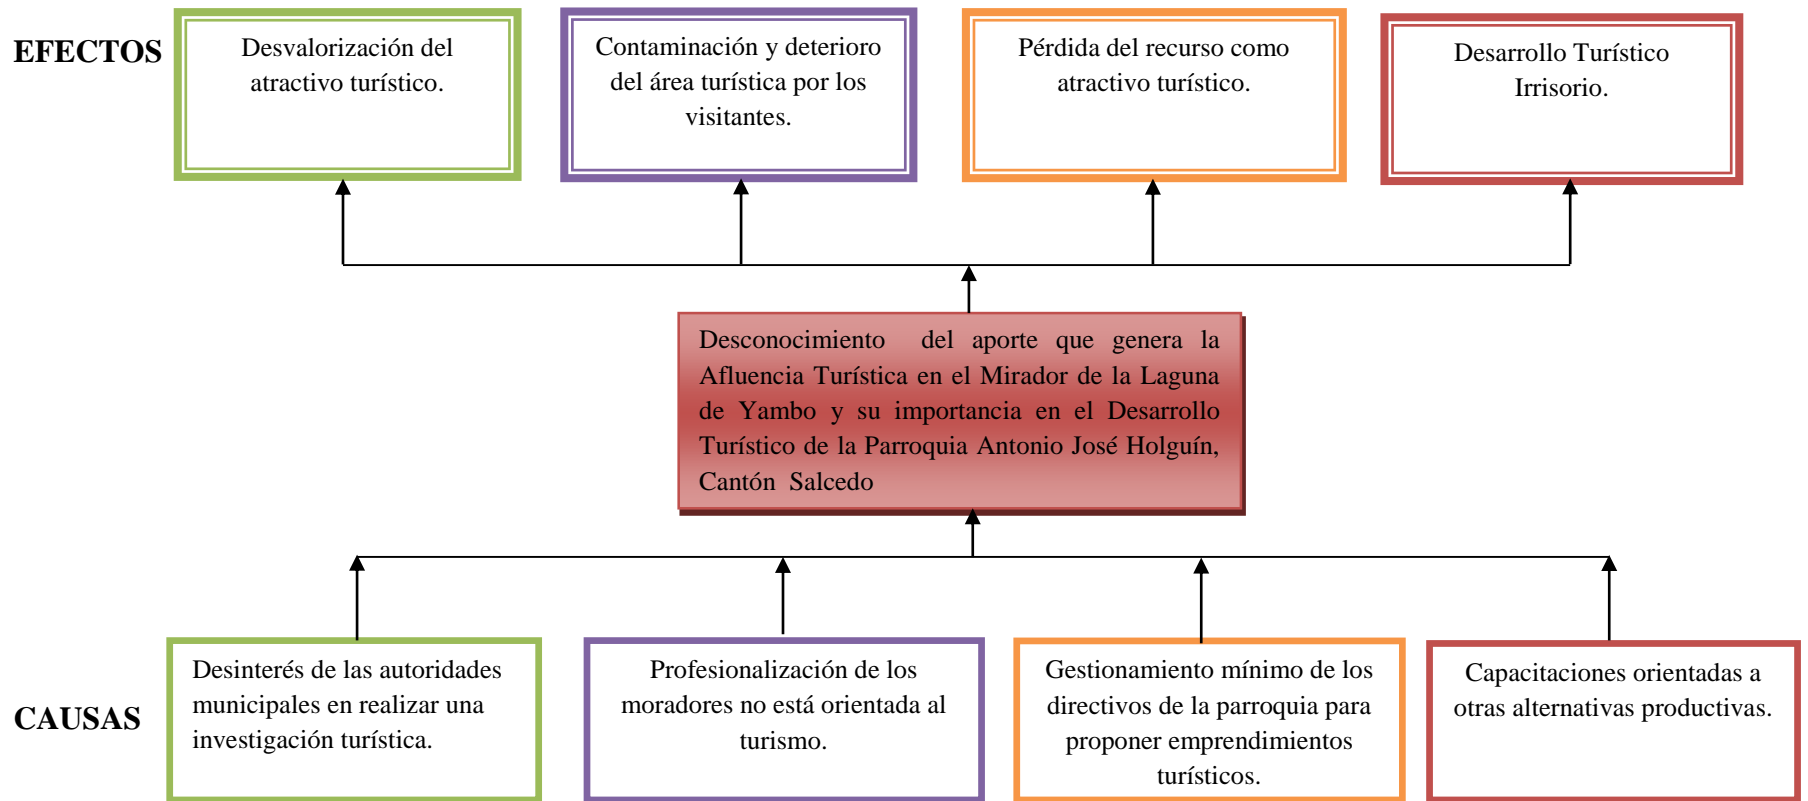 EFECTOS
Desvalorización del
atractivo turístico.
Contaminación y deterioro
del área turística por los
visitantes.
Pérdida del recurso como
atractivo turístico.
Desarrollo Turístico
Irrisorio.
Desconocimiento del aporte que genera la
Afluencia Turística en el Mirador de la Laguna
de Yambo y su importancia en el Desarrollo
Turístico de la Parroquia Antonio José Holguín,
Cantón Salcedo
CAUSAS
Desinterés de las autoridades
municipales en realizar una
investigación turística.
Profesionalización de los
moradores no está orientada al
turismo.
Gestionamiento mínimo de los
directivos de la parroquia para
proponer emprendimientos
turísticos.
Capacitaciones orientadas a
otras alternativas productivas.